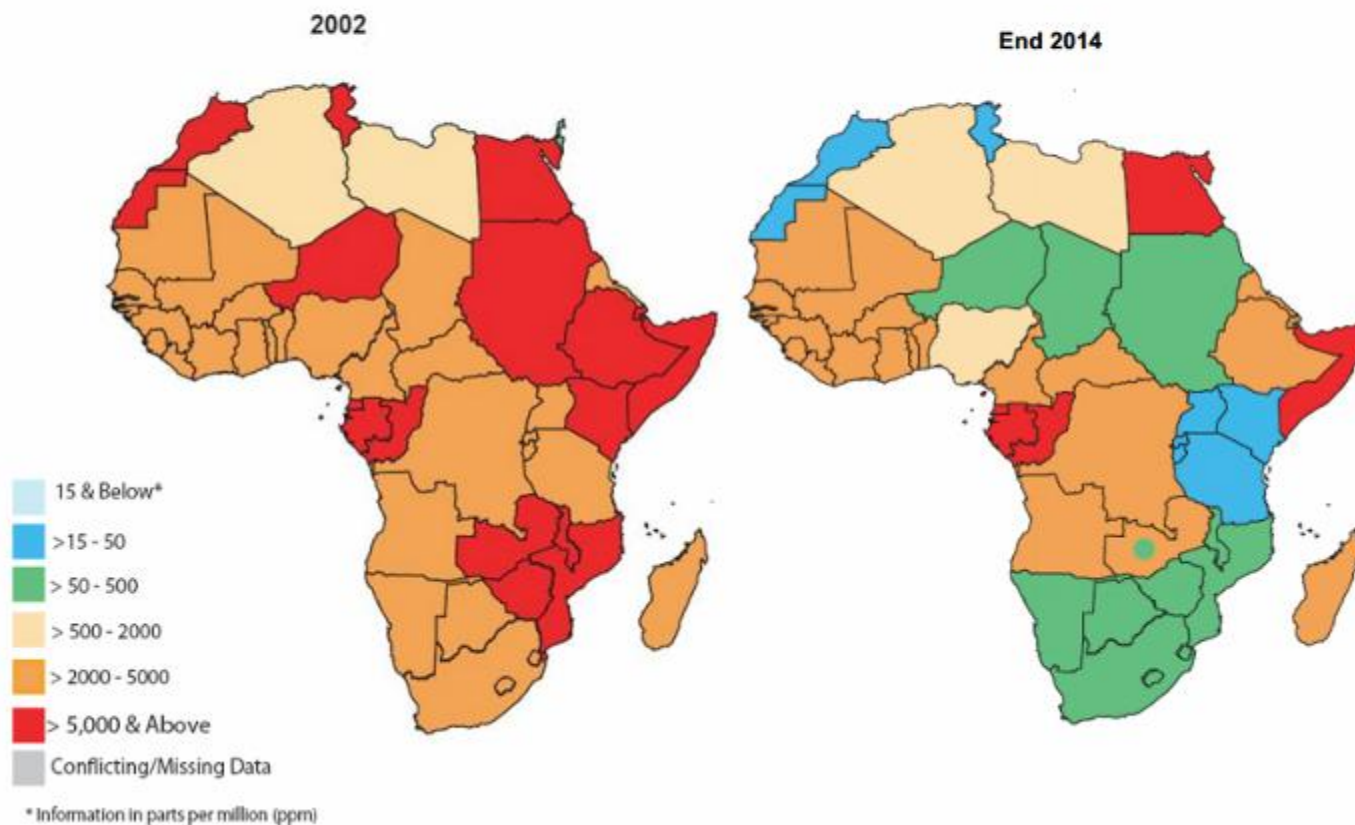 2002
End 2014
15 & Below*
>15 - 50
> 50 - 500
> 500 - 2000
> 2000 - 5000
> 5,000 & Above
Conflicting/Missing Data
* Information in parts per million (ppm)